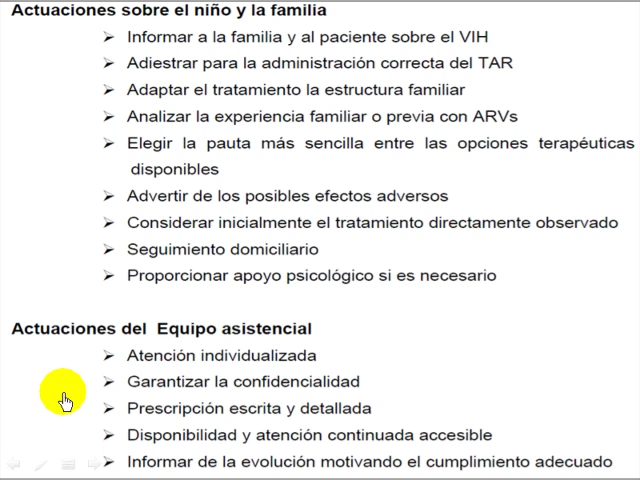 Actuaciones sobre el niño y la familia
➢ Informar a la familia y al paciente sobre el VIH
➢ Adiestrar para la administración correcta del TAR
➢ Adaptar el tratamiento la estructura familiar
➢ Analizar la experiencia familiar o previa con ARVs
➢ Elegir la pauta más sencilla entre las opciones terapéuticas
disponibles
➢ Advertir de los posibles efectos adversos
➢ Considerar inicialmente el tratamiento directamente observado
➢ Seguimiento domiciliario
➢ Proporcionar apoyo psicológico si es necesario
Actuaciones del Equipo asistencial
➢ Atención individualizada
➢ Garantizar la confidencialidad
➢ Prescripción escrita y detallada
➢ Disponibilidad y atención continuada accesible
➢ Informar de la evolución motivando el cumplimiento adecuado